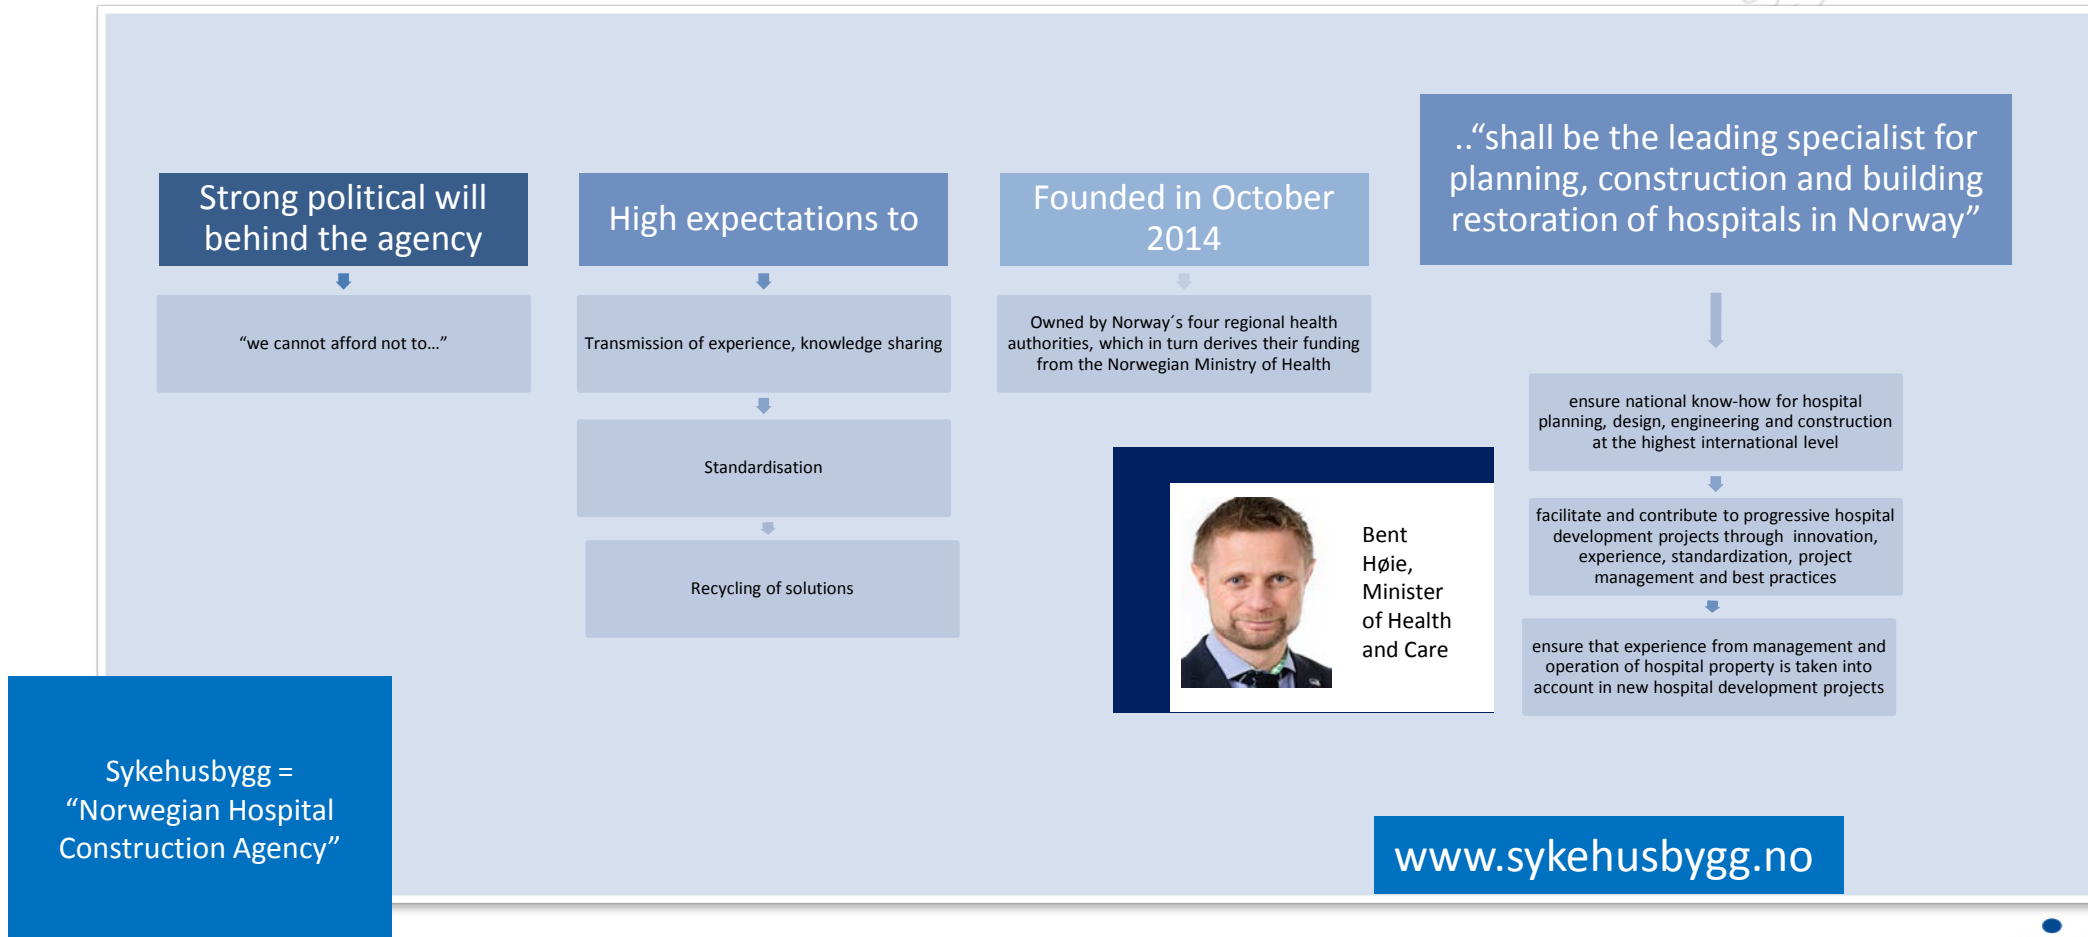 Strong political will
behind the agency
“we cannot afford not to…”
High expectations to
Transmission of experience, knowledge sharing
Standardisation
Recycling of solutions
Founded in October
2014
Owned by Norway´s four regional health
authorities, which in turn derives their funding
from the Norwegian Ministry of Health
..“shall be the leading specialist for
planning, construction and building
restoration of hospitals in Norway”
ensure national know-how for hospital
planning, design, engineering and construction
at the highest international level
facilitate and contribute to progressive hospital
development projects through  innovation,
experience, standardization, project
management and best practices
ensure that experience from management and
operation of hospital property is taken into
account in new hospital development projects
Bent
Høie,
Minister
of Health
and Care
Sykehusbygg =
“Norwegian Hospital
Construction Agency”
www.sykehusbygg.no